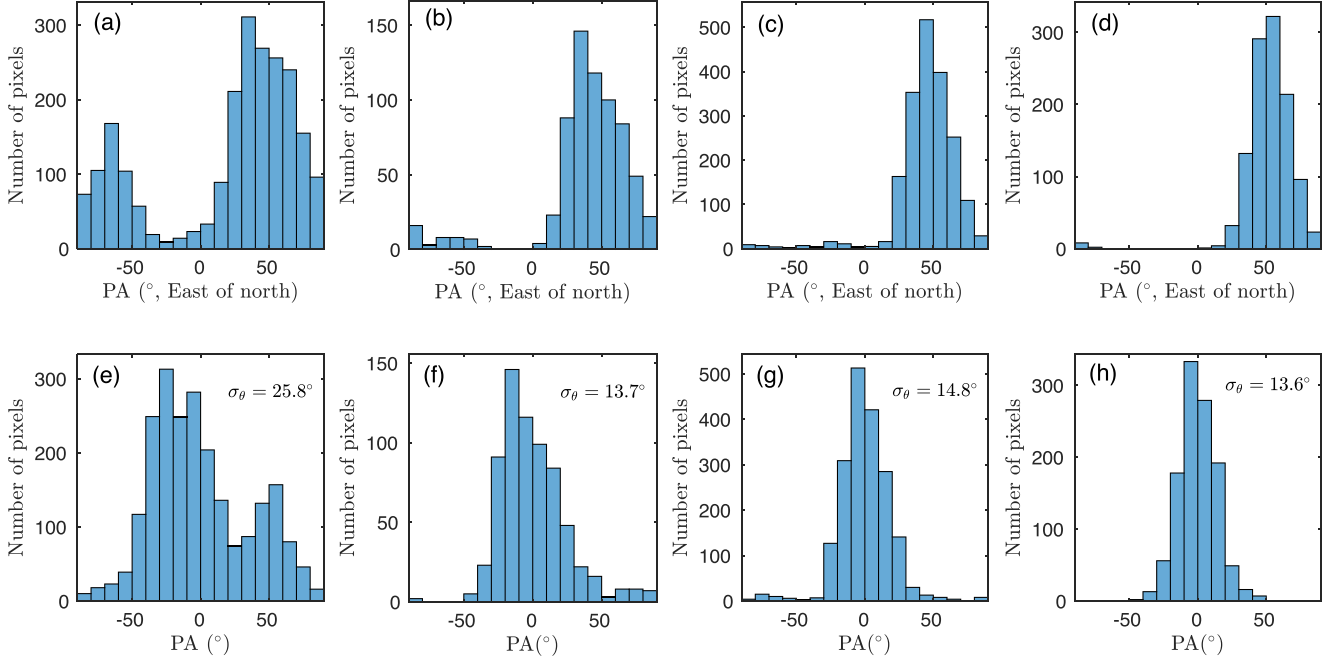 (a) (b) (c) (d)
Number of pixels Number of pixels Number of pixels Number of pixels
300 150 500 300
400
200 100 300 200
100 50 200 100
100
0 0 0 0
-50 0 50 -50 0 50 -50 0 50 -50 0 50
PA (°, East of north) PA (°, East of north) PA (°, East of north) PA (°, East of north)
(e) σθ = 25.8° (f) σθ = 13.7° (g) σθ = 14.8° (h) σθ = 13.6°
Number of pixels Number of pixels Number of pixels Number of pixels
300 150 500 300
400
200 100 300 200
100 50 200 100
100
0 0 0 0
-50 0 50 -50 0 50 -50 0 50 -50 0 50
PA (°) PA(°) PA(°) PA(°)